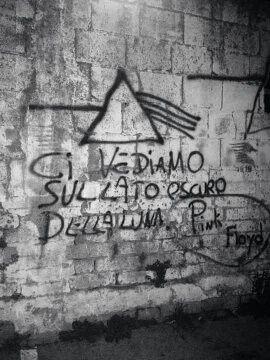 Ci VEDiAMO
SUL LATO OSCURO
DELLA LUNA. Pink
Floyd